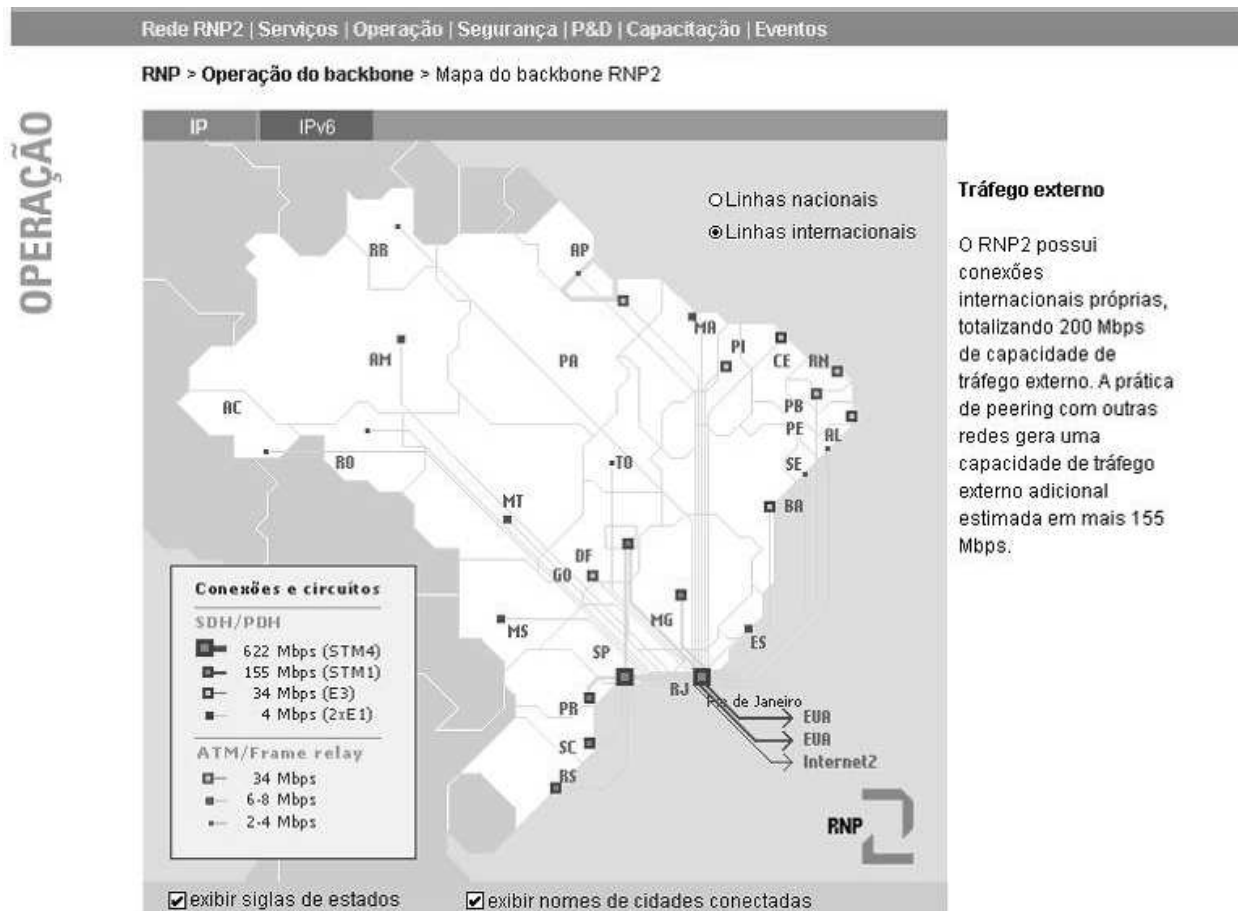 Rede RNP2 | Serviços | Operação | Segurança | P&D | Capacitação | Eventos
RNP > Operação do backbone > Mapa do backbone RNP2
OPERAÇÃO
IP
IPv6
Linhas nacionais
Linhas internacionais
RR
AP
AM
PA
MA
PI
CE
RN
AC
PB
PE
AL
RO
TO
SE
MT
BA
DF
GO
MG
MS
ES
SP
RJ
Rio de Janeiro
PR
EUA
EUA
SC
Internet2
RS
RNP
Conexões e circuítos
SDH/PDH
622 Mbps (STM4)
155 Mbps (STM1)
34 Mbps (E3)
4 Mbps (2xE1)
ATM/Frame relay
34 Mbps
6-8 Mbps
2-4 Mbps
exibir siglas de estados
exibir nomes de cidades conectadas
Tráfego externo
O RNP2 possui
conexões
internacionais próprias,
totalizando 200 Mbps
de capacidade de
tráfego externo. A prática
de peering com outras
redes gera uma
capacidade de tráfego
externo adicional
estimada em mais 155
Mbps.